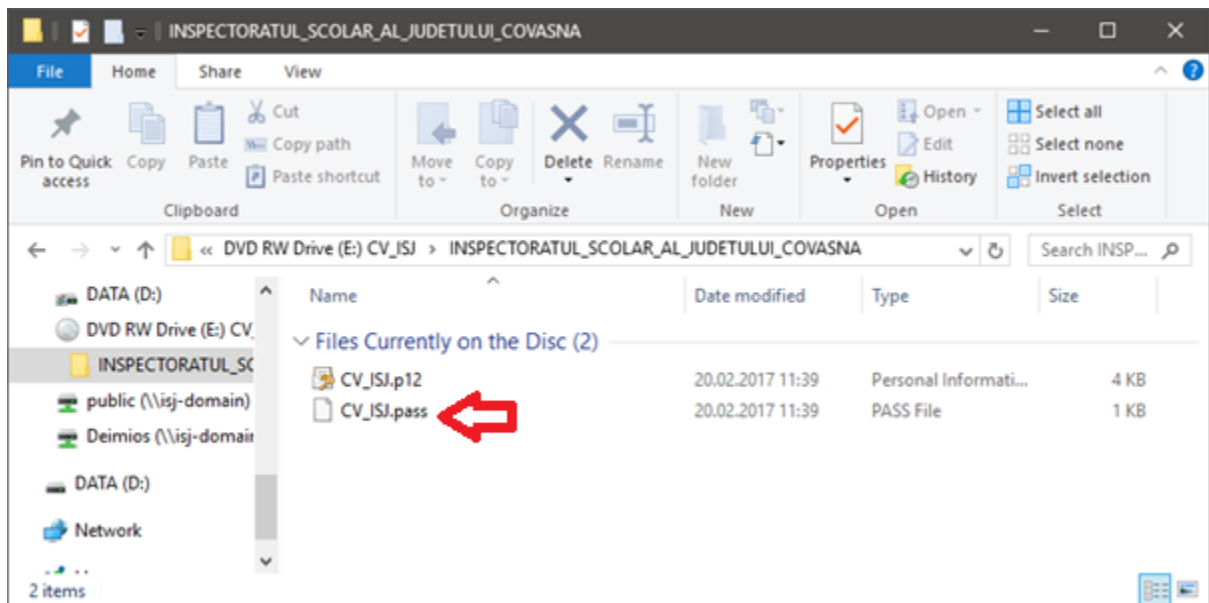 INSPECTORATUL_SCOLAR_AL_JUDETULUI_COVASNA
File Home Share View
Pin to Quick access
Copy
Paste
Cut
Copy path
Paste shortcut
Clipboard
Move to
Copy to
Delete
Rename
Organize
New folder
New
Properties
Open
Edit
History
Open
Select all
Select none
Invert selection
Select
« DVD RW Drive (E:) CV_ISJ > INSPECTORATUL_SCOLAR_AL_JUDETULUI_COVASNA
Search INSP...
DATA (D:)
DVD RW Drive (E:) CV_
INSPECTORATUL_SC
public (\\isj-domain)
Deimios (\\isj-domair
DATA (D:)
Network
Name Date modified Type Size
Files Currently on the Disc (2)
CV_ISJ.p12 20.02.2017 11:39 Personal Informati... 4 KB
CV_ISJ.pass 20.02.2017 11:39 PASS File 1 KB
2 items